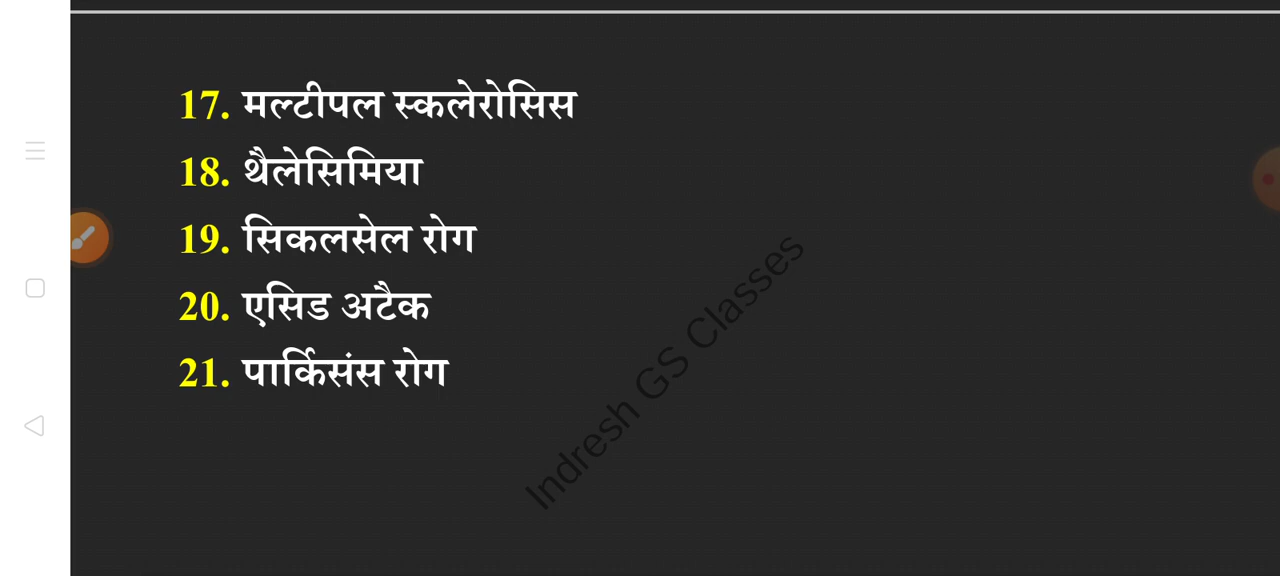 17. मल्टीपल स्कलेरोसिस
18. थैलेसिमिया
19. सिकलसेल रोग
20. एसिड अटैक
21. पार्किसंस रोग
Indresh GS Classes